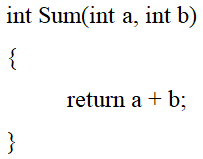 int Sum(int a, int b)
{
return a + b;
}